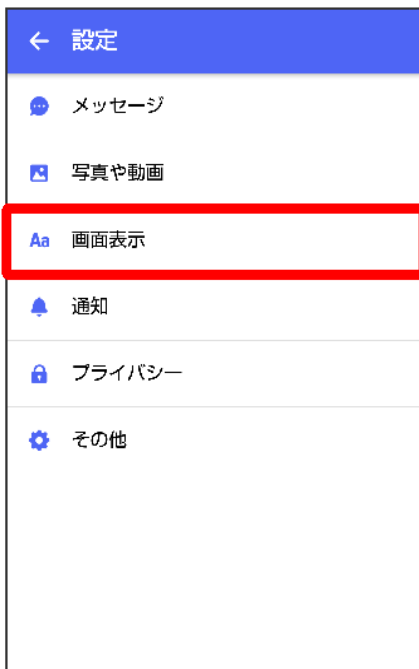 設定
メッセージ
写真や動画
Aa 画面表示
通知
プライバシー
その他